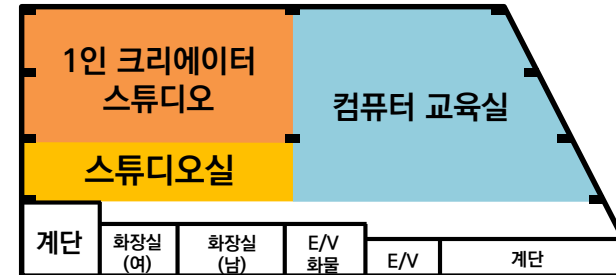 1인 크리에이터
스튜디오
컴퓨터 교육실
스튜디오실
계단
화장실
(여)
화장실
(남)
E/V
화물
E/V
계단